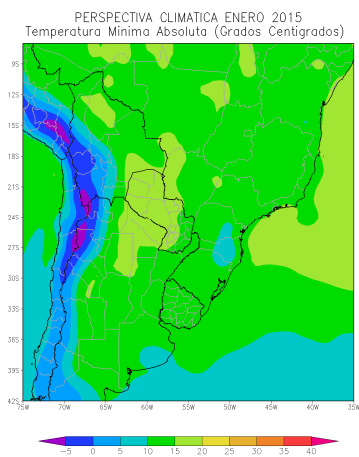 PERSPECTIVA CLIMATICA ENERO 2015
Temperatura Mínima Absoluta (Grados Centigrados)
9S
12S
15S
18S
21S
24S
27S
30S
33S
36S
39S
42S
75W 70W 65W 60W 55W 50W 45W 40W 35W
-5 0 5 10 15 20 25 30 35 40